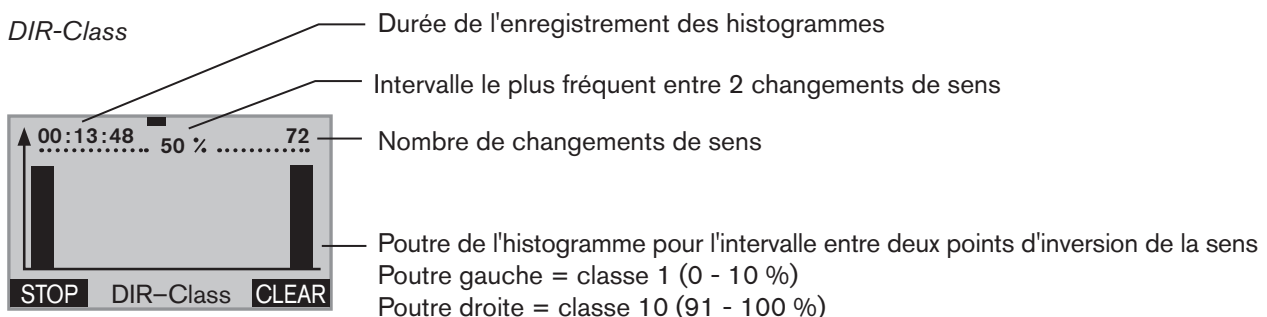 DIR-Class
Durée de l'enregistrement des histogrammes
Intervalle le plus fréquent entre 2 changements de sens
00:13:48 50 % 72
Nombre de changements de sens
Poutre de l'histogramme pour l'intervalle entre deux points d'inversion de la sens
Poutre gauche = classe 1 (0 - 10 %)
Poutre droite = classe 10 (91 - 100 %)
STOP DIR–Class CLEAR